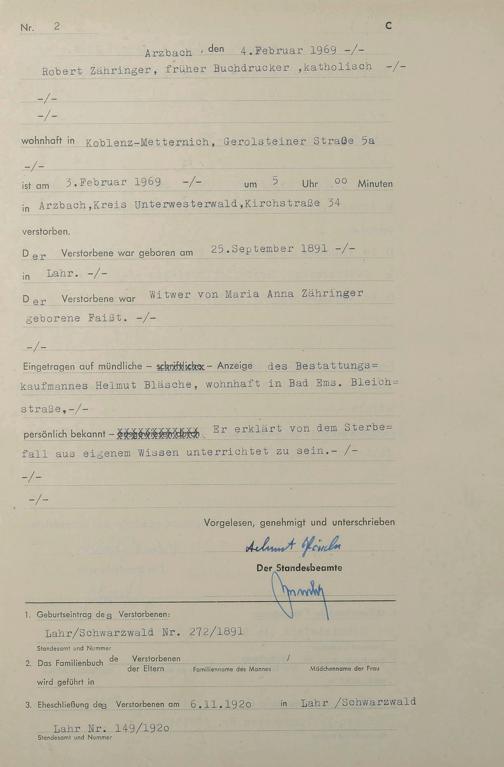 Nr. 2 C
Arzbach, den 4.Februar 1969 -/-
Robert Zähringer, früher Buchdrucker ,katholisch -/-
-/-
-/-
wohnhaft in Koblenz-Metternich, Gerolsteiner Straße 5a
-/-
ist am 3.Februar 1969 -/- um 5 Uhr oo Minuten
in Arzbach,Kreis Unterwesterwald,Kirchstraße 34
verstorben.
Der Verstorbene war geboren am 25.September 1891 -/-
in Lahr. -/-
Der Verstorbene war Witwer von Maria Anna Zähringer
geborene Faißt. -/-
-/-
Eingetragen auf mündliche - schriftliche - Anzeige des Bestattungs=
kaufmannes Helmut Bläsche, wohnhaft in Bad Ems. Bleich=
straße,-/-
persönlich bekannt - Er erklärt von dem Sterbe=
fall aus eigenem Wissen unterrichtet zu sein.- /-
-/-
-/-
Vorgelesen, genehmigt und unterschrieben
Helmut Bläsche
Der Standesbeamte
1. Geburtseintrag des Verstorbenen:
Lahr/Schwarzwald Nr. 272/1891
Standesamt und Nummer
2. Das Familienbuch de Verstorbenen /
der Eltern Familienname des Mannes Mädchenname der Frau
wird geführt in
3. Eheschließung des Verstorbenen am 6.11.192o in Lahr /Schwarzwald
Lahr Nr. 149/192o
Standesamt und Nummer